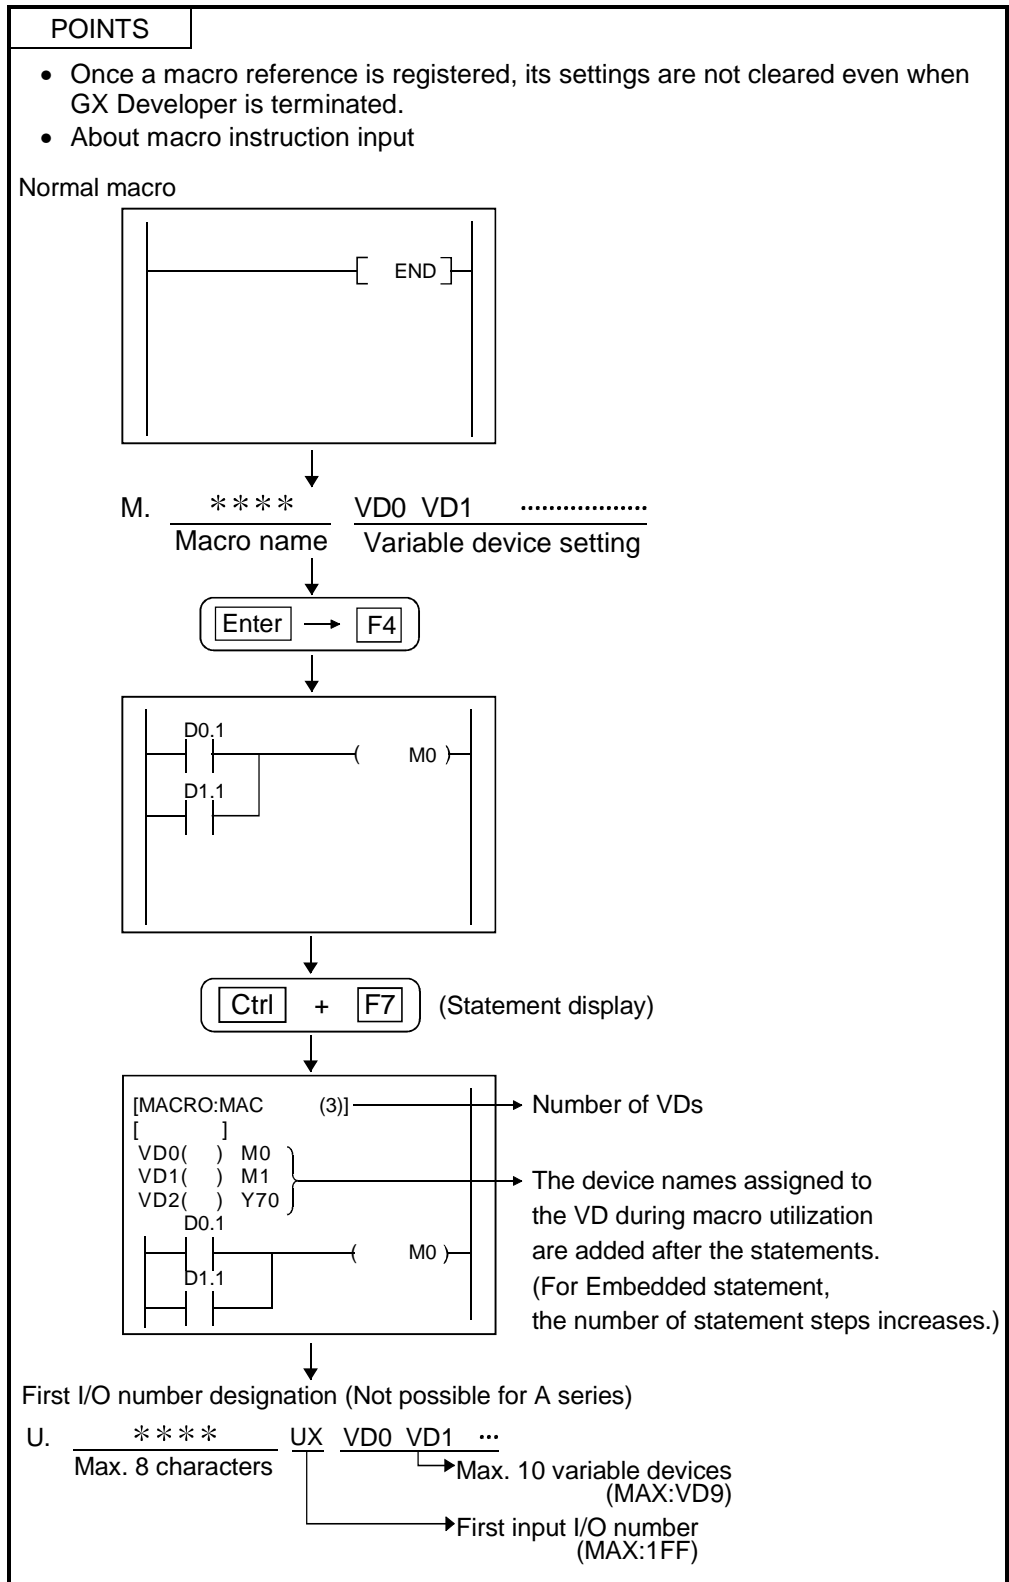 POINTS
• Once a macro reference is registered, its settings are not cleared even when
GX Developer is terminated.
• About macro instruction input
Normal macro
END
M. **** VD0 VD1 ..................
Macro name Variable device setting
Enter → F4
D0.1
M0
D1.1
Ctrl + F7 (Statement display)
[MACRO:MAC (3)] Number of VDs
[ ]
VD0( ) M0
VD1( ) M1
VD2( ) Y70
The device names assigned to
the VD during macro utilization
are added after the statements.
(For Embedded statement,
the number of statement steps increases.)
D0.1
M0
D1.1
First I/O number designation (Not possible for A series)
U. **** UX VD0 VD1 ...
Max. 8 characters
Max. 10 variable devices
(MAX:VD9)
First input I/O number
(MAX:1FF)